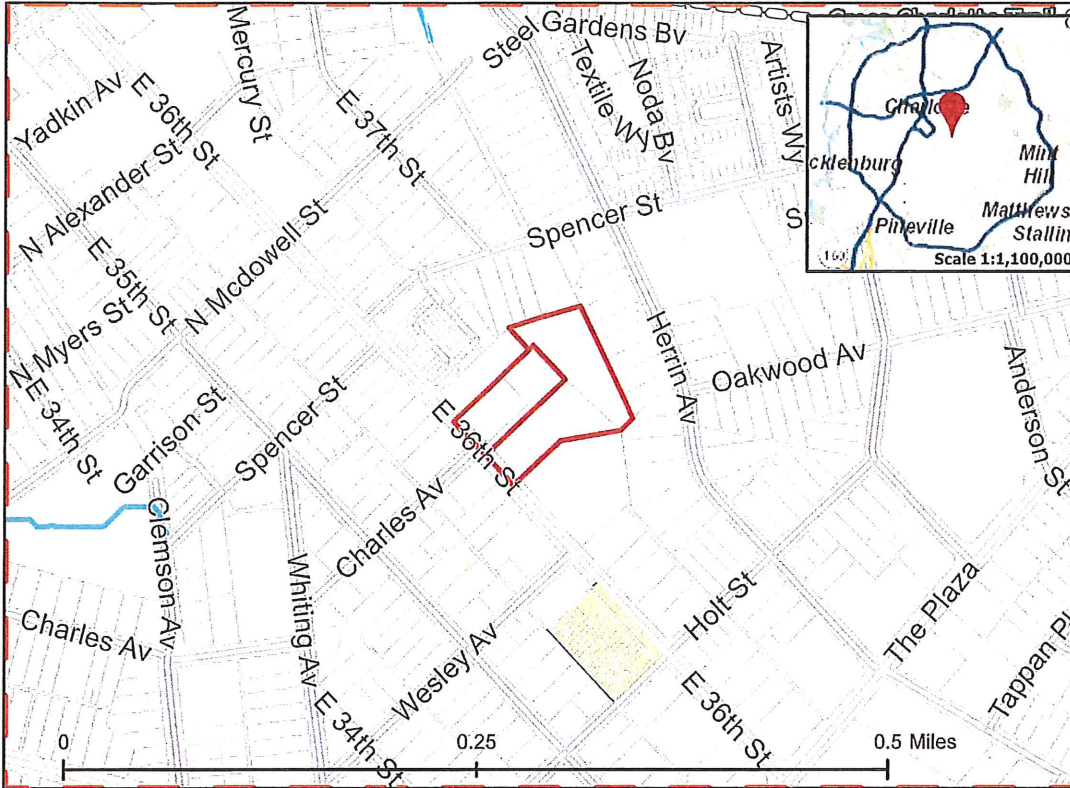 Gardens Bv
Steel
Mercury St
Textile Wy
Noda Bv
Artists Wy
Yadkin Av
E 36th St
E 37th St
N Alexander St
Spencer St
E 35th St
N Mcdowell St
N Myers St
E 34th St
Herrin Av
Oakwood Av
Anderson St
Garrison St
Spencer St
E 36th St
Charles Av
Clemson Av
Whiting Av
Charles Av
Wesley Av
Holt St
The Plaza
Tappan Pl
E 34th St
E 36th St
0
0.25
0.5 Miles
Charlotte
cklenburg
Mint
Hill
Matthews
Pineville
Stallin
Scale 1:1,100,000